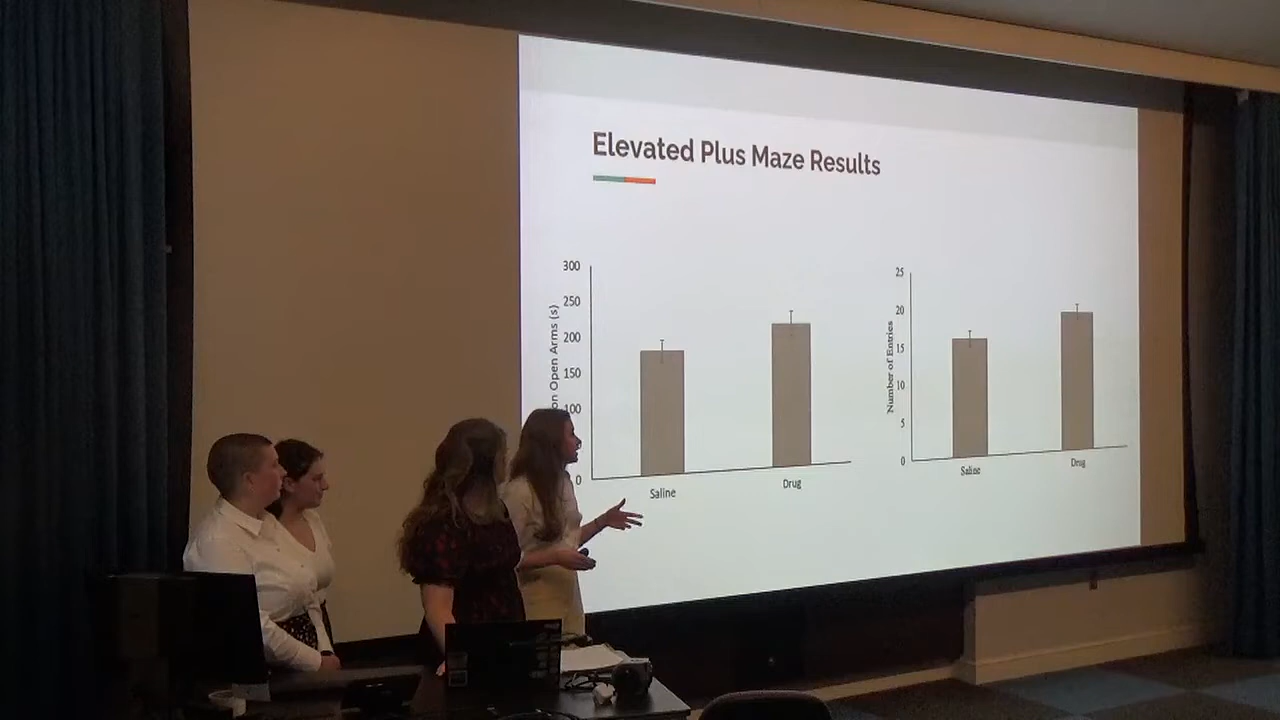 Elevated Plus Maze Results
300
250
200
150
100
0
on Open Arms (s)
Saline
Drug
25
20
15
10
5
0
Number of Entries
Saline
Drug